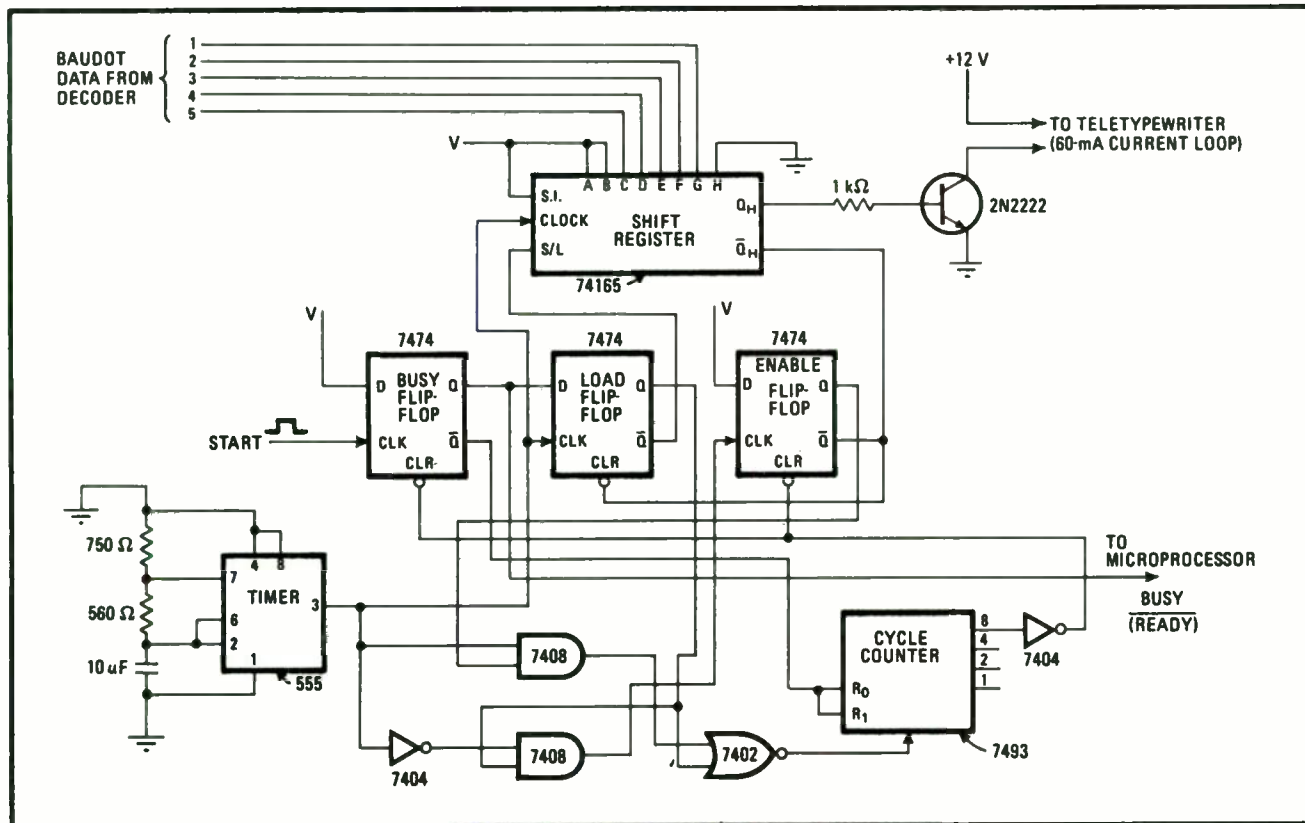 BAUDOT
DATA FROM
DECODER
1
2
3
4
5
+12 V
TO TELETYPEWRITER
(60-mA CURRENT LOOP)
V
A B C D E F G H
S.I.
CLOCK
S/L
SHIFT
REGISTER
Q_H
Q̅_H
74165
1 kΩ
2N2222
V
7474
D
BUSY
FLIP-
FLOP
Q
CLK
Q̅
CLR
START
7474
D
LOAD
FLIP-
FLOP
Q
CLK
Q̅
CLR
V
7474
ENABLE
D
FLIP-
FLOP
Q
CLK
Q̅
CLR
750 Ω
560 Ω
10 uF
4 8
7
TIMER
3
6
2
1
555
7408
7404
7408
7402
CYCLE
COUNTER
8
4
2
1
R₀
R₁
7493
7404
TO
MICROPROCESSOR
BUSY
(R̅E̅A̅D̅Y̅)